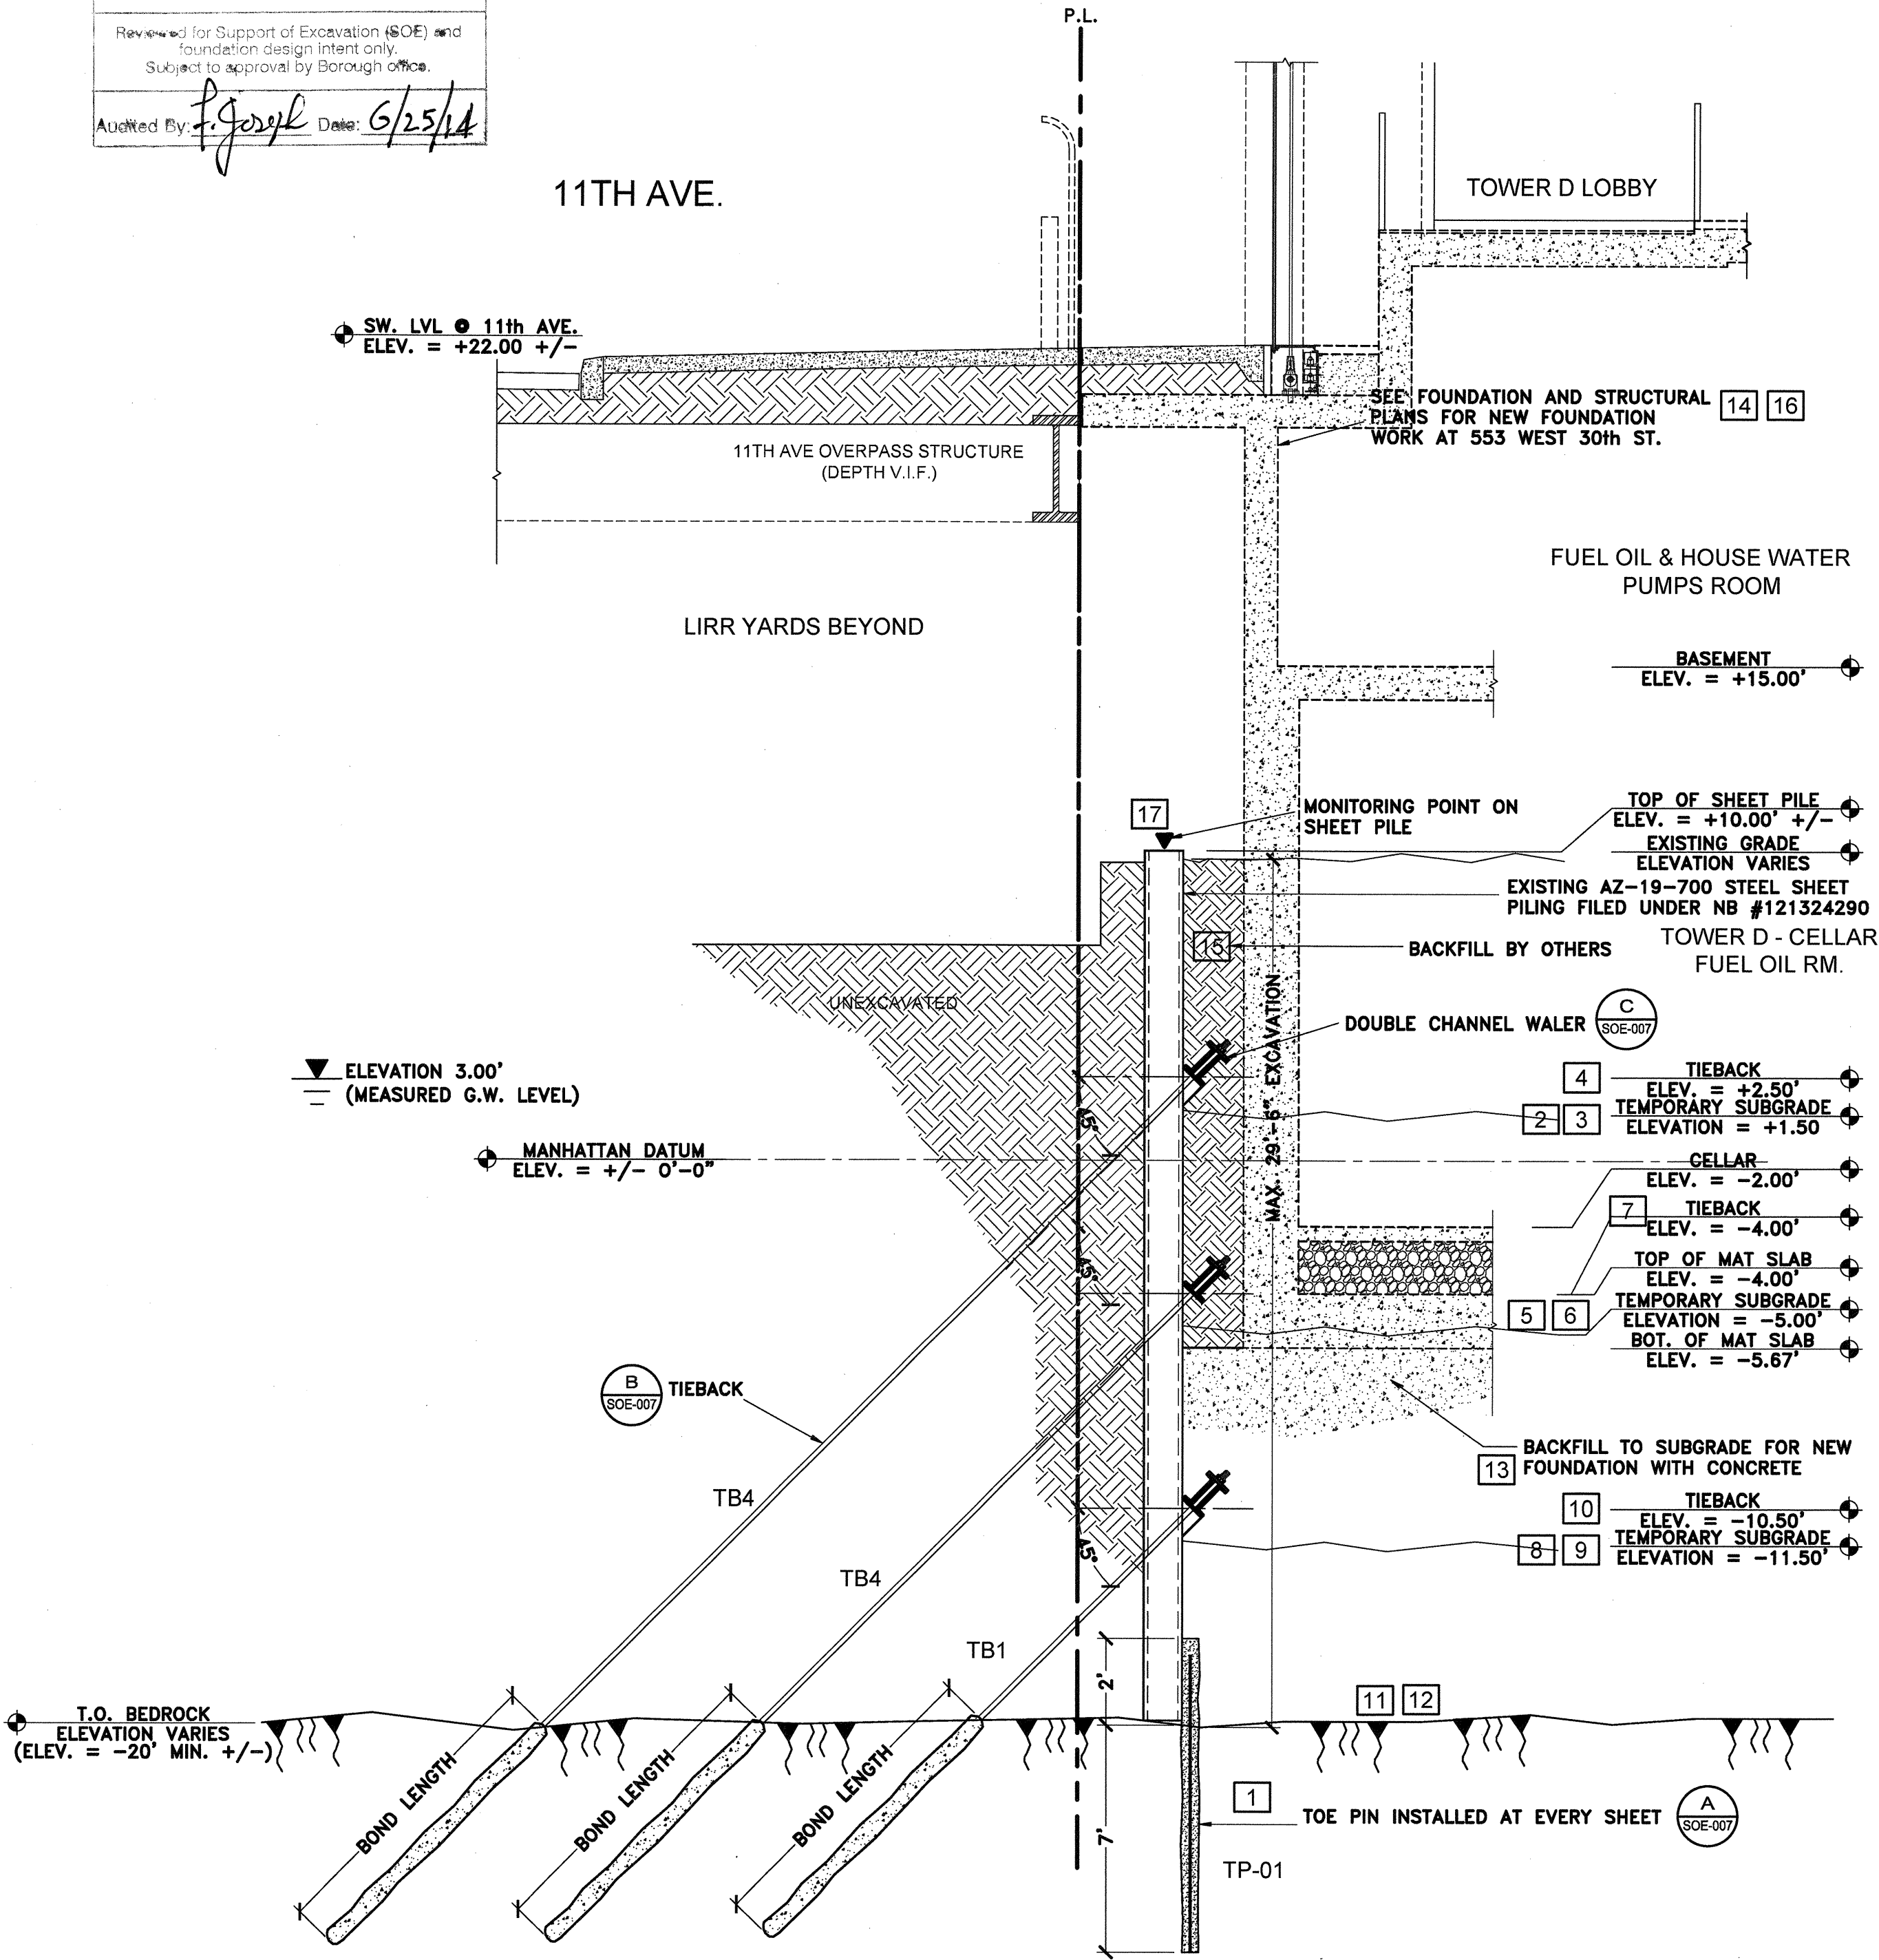 Reviewed for Support of Excavation (SOE) and
foundation design intent only.
Subject to approval by Borough office.
Audited By: F. Joseph Date: 6/25/14
P.L.
11TH AVE.
TOWER D LOBBY
SW. LVL @ 11th AVE.
ELEV. = +22.00 +/-
SEE FOUNDATION AND STRUCTURAL
PLANS FOR NEW FOUNDATION
WORK AT 553 WEST 30th ST.
14 16
11TH AVE OVERPASS STRUCTURE
(DEPTH V.I.F.)
FUEL OIL & HOUSE WATER
PUMPS ROOM
LIRR YARDS BEYOND
BASEMENT
ELEV. = +15.00'
17
MONITORING POINT ON
SHEET PILE
TOP OF SHEET PILE
ELEV. = +10.00' +/-
EXISTING GRADE
ELEVATION VARIES
EXISTING AZ-19-700 STEEL SHEET
PILING FILED UNDER NB #121324290
15
BACKFILL BY OTHERS
TOWER D - CELLAR
FUEL OIL RM.
UNEXCAVATED
MAX. 29'-6" EXCAVATION
DOUBLE CHANNEL WALER
C
SOE-007
ELEVATION 3.00'
(MEASURED G.W. LEVEL)
4
TIEBACK
ELEV. = +2.50'
2 3
TEMPORARY SUBGRADE
ELEVATION = +1.50
45°
MANHATTAN DATUM
ELEV. = +/- 0'-0"
CELLAR
ELEV. = -2.00'
7
TIEBACK
ELEV. = -4.00'
45°
TOP OF MAT SLAB
ELEV. = -4.00'
5 6
TEMPORARY SUBGRADE
ELEVATION = -5.00'
BOT. OF MAT SLAB
ELEV. = -5.67'
B
SOE-007
TIEBACK
13
BACKFILL TO SUBGRADE FOR NEW
FOUNDATION WITH CONCRETE
TB4
10
TIEBACK
ELEV. = -10.50'
8 9
TEMPORARY SUBGRADE
ELEVATION = -11.50'
45°
TB4
TB1
2'
11 12
T.O. BEDROCK
ELEVATION VARIES
(ELEV. = -20' MIN. +/-)
BOND LENGTH
BOND LENGTH
BOND LENGTH
1
TOE PIN INSTALLED AT EVERY SHEET
A
SOE-007
7'
TP-01